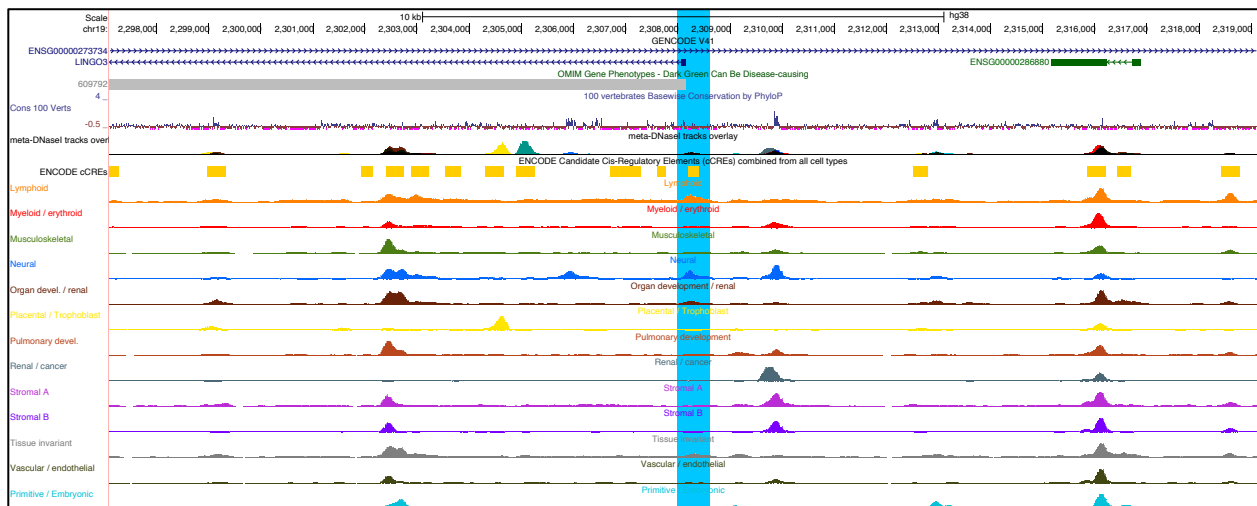 Scale 10 kb hg38
chr19: 2,298,000 2,299,000 2,300,000 2,301,000 2,302,000 2,303,000 2,304,000 2,305,000 2,306,000 2,307,000 2,308,000 2,309,000 2,310,000 2,311,000 2,312,000 2,313,000 2,314,000 2,315,000 2,316,000 2,317,000 2,318,000 2,319,000
GENCODE V41
ENSG00000273734
LINGO3 ENSG00000286880
OMIM Gene Phenotypes - Dark Green Can Be Disease-causing
609792
4 _ 100 vertebrates Basewise Conservation by PhyloP
Cons 100 Verts
-0.5 _
meta-DNaseI tracks over meta-DNaseI tracks overlay
ENCODE Candidate Cis-Regulatory Elements (cCREs) combined from all cell types
ENCODE cCREs
Lymphoid Lymphoid
Myeloid / erythroid Myeloid / erythroid
Musculoskeletal Musculoskeletal
Neural Neural
Organ devel. / renal Organ development / renal
Placental / Trophoblast Placental / Trophoblast
Pulmonary devel. Pulmonary development
Renal / cancer Renal / cancer
Stromal A Stromal A
Stromal B Stromal B
Tissue invariant Tissue invariant
Vascular / endothelial Vascular / endothelial
Primitive / Embryonic Primitive / Embryonic